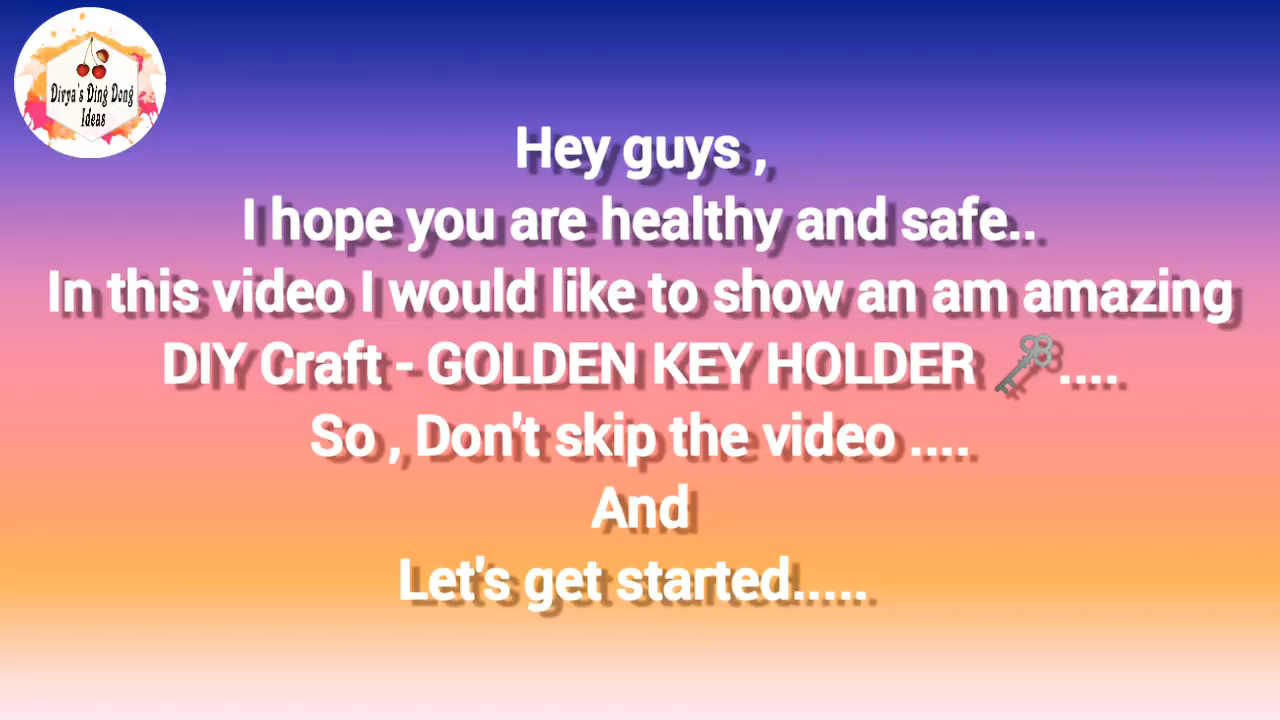 Divya's Ding Dong
Ideas
Hey guys ,
I hope you are healthy and safe..
In this video I would like to show an am amazing
DIY Craft - GOLDEN KEY HOLDER 🗝....
So , Don't skip the video ....
And
Let's get started.....